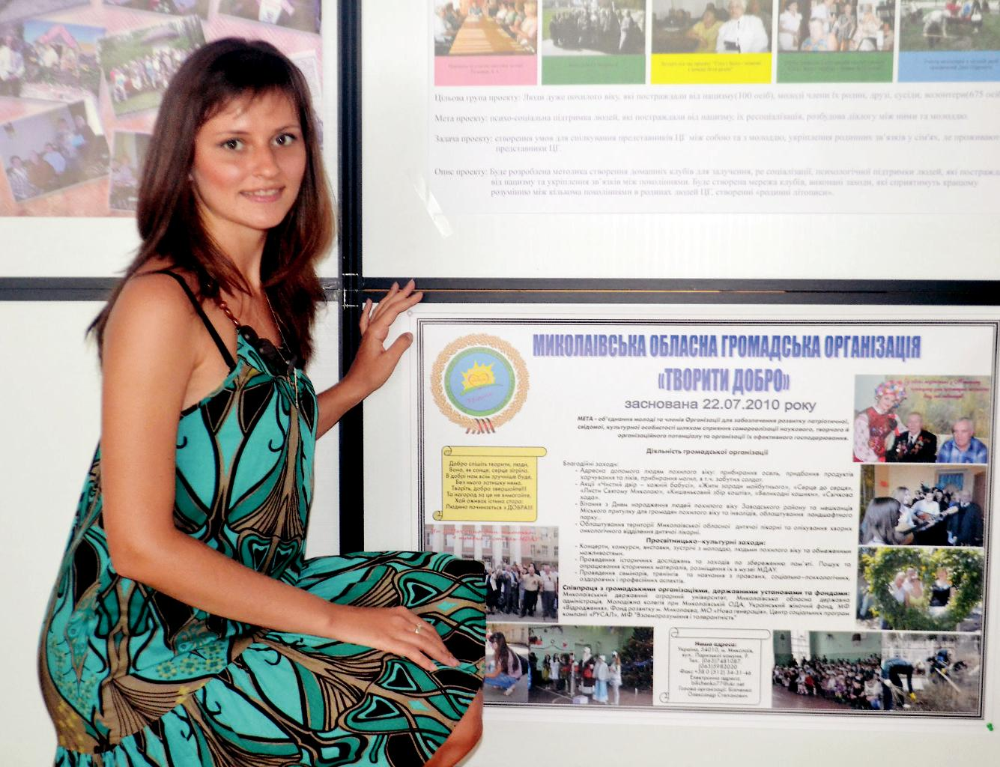 Цільова група проекту: Люди дуже похилого віку, які постраждали від нацизму(100 осіб), молоді члени їх родин, друзі, сусіди, волонтери(675 осіб
Мета проекту: психо-соціальна підтримка людей, які постраждали від нацизму, їх ресоціалізація, розбудова діалогу між ними та молоддю.
Задача проекту: створення умов для спілкування представників ЦГ між собою та з молоддю, укріплення родинних зв'язків у сім'ях, де проживають
представники ЦГ.
Опис проекту: Буде розроблена методика створення домашніх клубів для залучення, ре соціалізації, психологічної підтримки людей, які постражд
від нацизму та укріплення зв'язків між поколіннями. Буде створена мережа клубів, виконані заходи, які сприятимуть кращому
розумінню між кількома поколіннями в родинах людей ЦГ, створенні «родинні літописи».
МИКОЛАЇВСЬКА ОБЛАСНА ГРОМАДСЬКА ОРГАНІЗАЦІЯ
«ТВОРИТИ ДОБРО»
заснована 22.07.2010 року
МЕТА - об'єднання молоді та членів Організації для забезпечення розвитку патріотичної,
свідомої, культурної особистості шляхом сприяння самореалізації наукового, творчого й
організаційного потенціалу та організації їх ефективного господарювання.
Діяльність громадської організації
Благодійні заходи:
- Адресна допомога людям похилого віку: прибирання осель, придбання продуктів
харчування та ліків, прибирання могил, в т.ч. забутих солдат.
- Акції «Чистий двір – кожній бабусі», «Жити заради майбутнього», «Серце до серця»,
«Листи Святому Миколаю», «Кишеньковий збір коштів», «Великодні кошики», «Свічкова
хода».
- Вітання з Днем народження людей похилого віку Заводського району та мешканців
Міського притулку для громадян похилого віку та інвалідів, облаштування ландшафтного
парку..
- Облаштування території Миколаївської обласної дитячої лікарні та опікування хворих
онкологічного відділення дитячої лікарні.
Просвітницько–культурні заходи:
- Концерти, конкурси, виставки, зустрічі з молоддю, людьми похилого віку та обмеженими
можливостями.
- Проведення історичних досліджень та заходів по збереженню пам'яті. Пошук та
опрацювання історичних матеріалів, розміщення їх в музеї МДАУ.
- Проведення семінарів, тренінгів та навчання з правових, соціально–психологічних,
оздоровчих і професійних аспектів.
Співпраця з громадськими організаціями, державними установами та фондами:
Миколаївський державний аграрний університет, Миколаївська обласна державна
адміністрація, Молодіжна колегія при Миколаївській ОДА, Український жіночий фонд, МФ
«Відродження», Фонд розвитку м. Миколаєва, МО «Нова генерація», Центр соціальних програм
компанії «РУСАЛ», МФ "Взаєморозуміння і толерантність"
Добро спішіть творити, люди,
Воно, як сонце, серце зігріло.
В добрі нам всім зручніше буде,
Без нього затишку нема.
Творіть, добро звершайте!!!
Та нагород за це не вимагайте,
Хай оживає істина стара:
Людина починається з ДОБРА!!!
Наша адреса:
Україна, 54010, м. Миколаїв,
вул.. Паризької комуни, 9.
Тел.. (063)7481087;
(063)5982020
Факс +38 0 (512) 34-31-46
Електронна адреса:
bilichenko77@ukr.net
Голова організації: Біліченко
Олександр Степанович